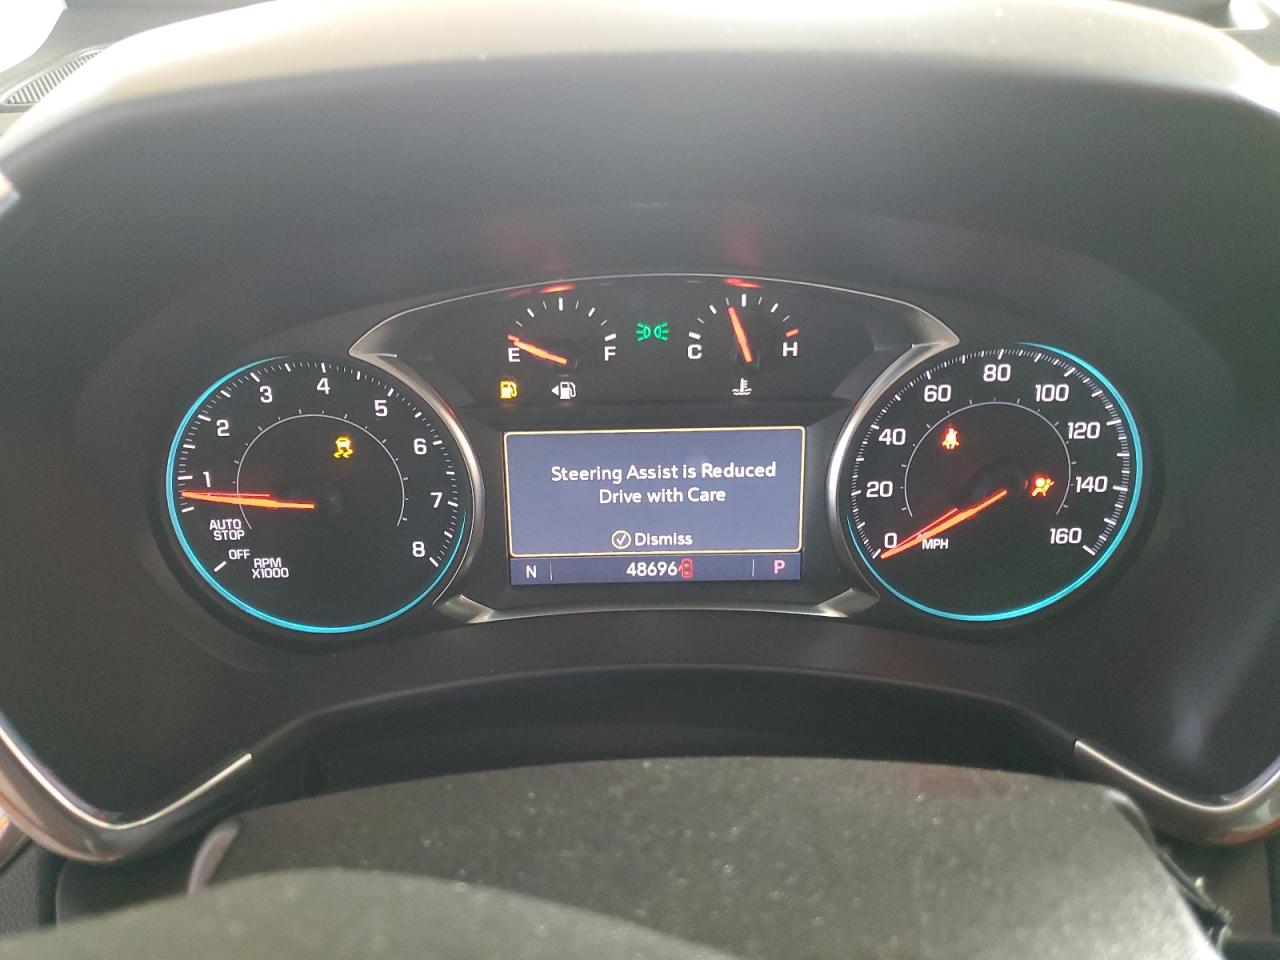 E
F
C
H
1
2
3
4
5
6
7
8
AUTO
STOP
OFF
RPM
X1000
Steering Assist is Reduced
Drive with Care
Dismiss
N
48696
P
0
20
40
60
80
100
120
140
160
MPH